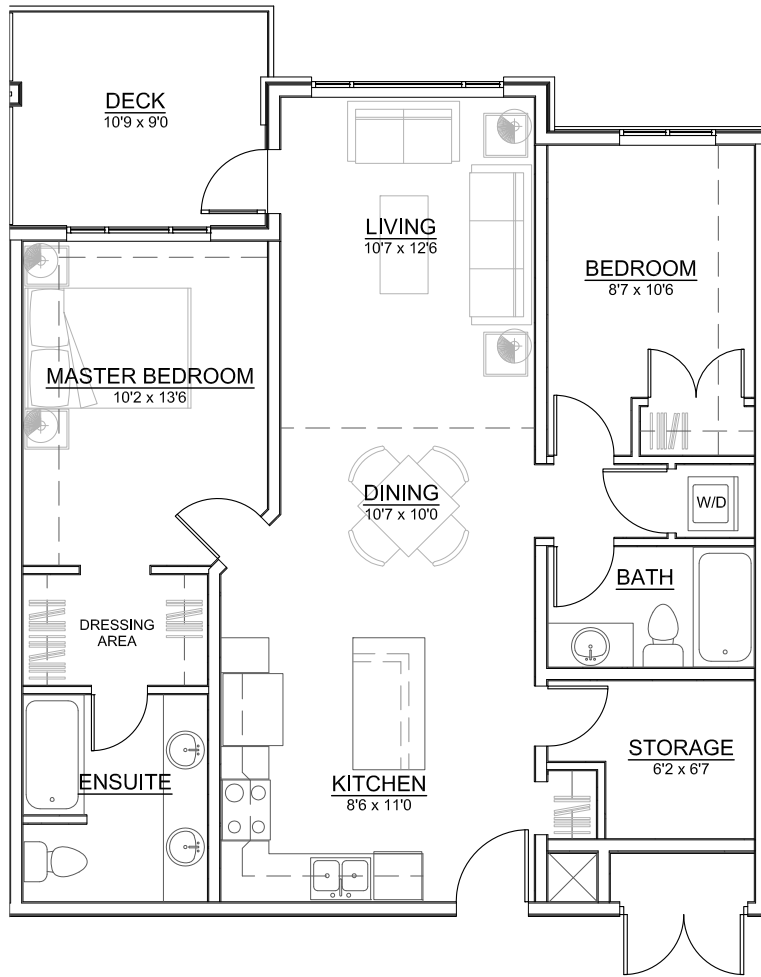 DECK
10'9 x 9'0
LIVING
10'7 x 12'6
BEDROOM
8'7 x 10'6
MASTER BEDROOM
10'2 x 13'6
DINING
10'7 x 10'0
W/D
BATH
DRESSING
AREA
STORAGE
6'2 x 6'7
ENSUITE
KITCHEN
8'6 x 11'0